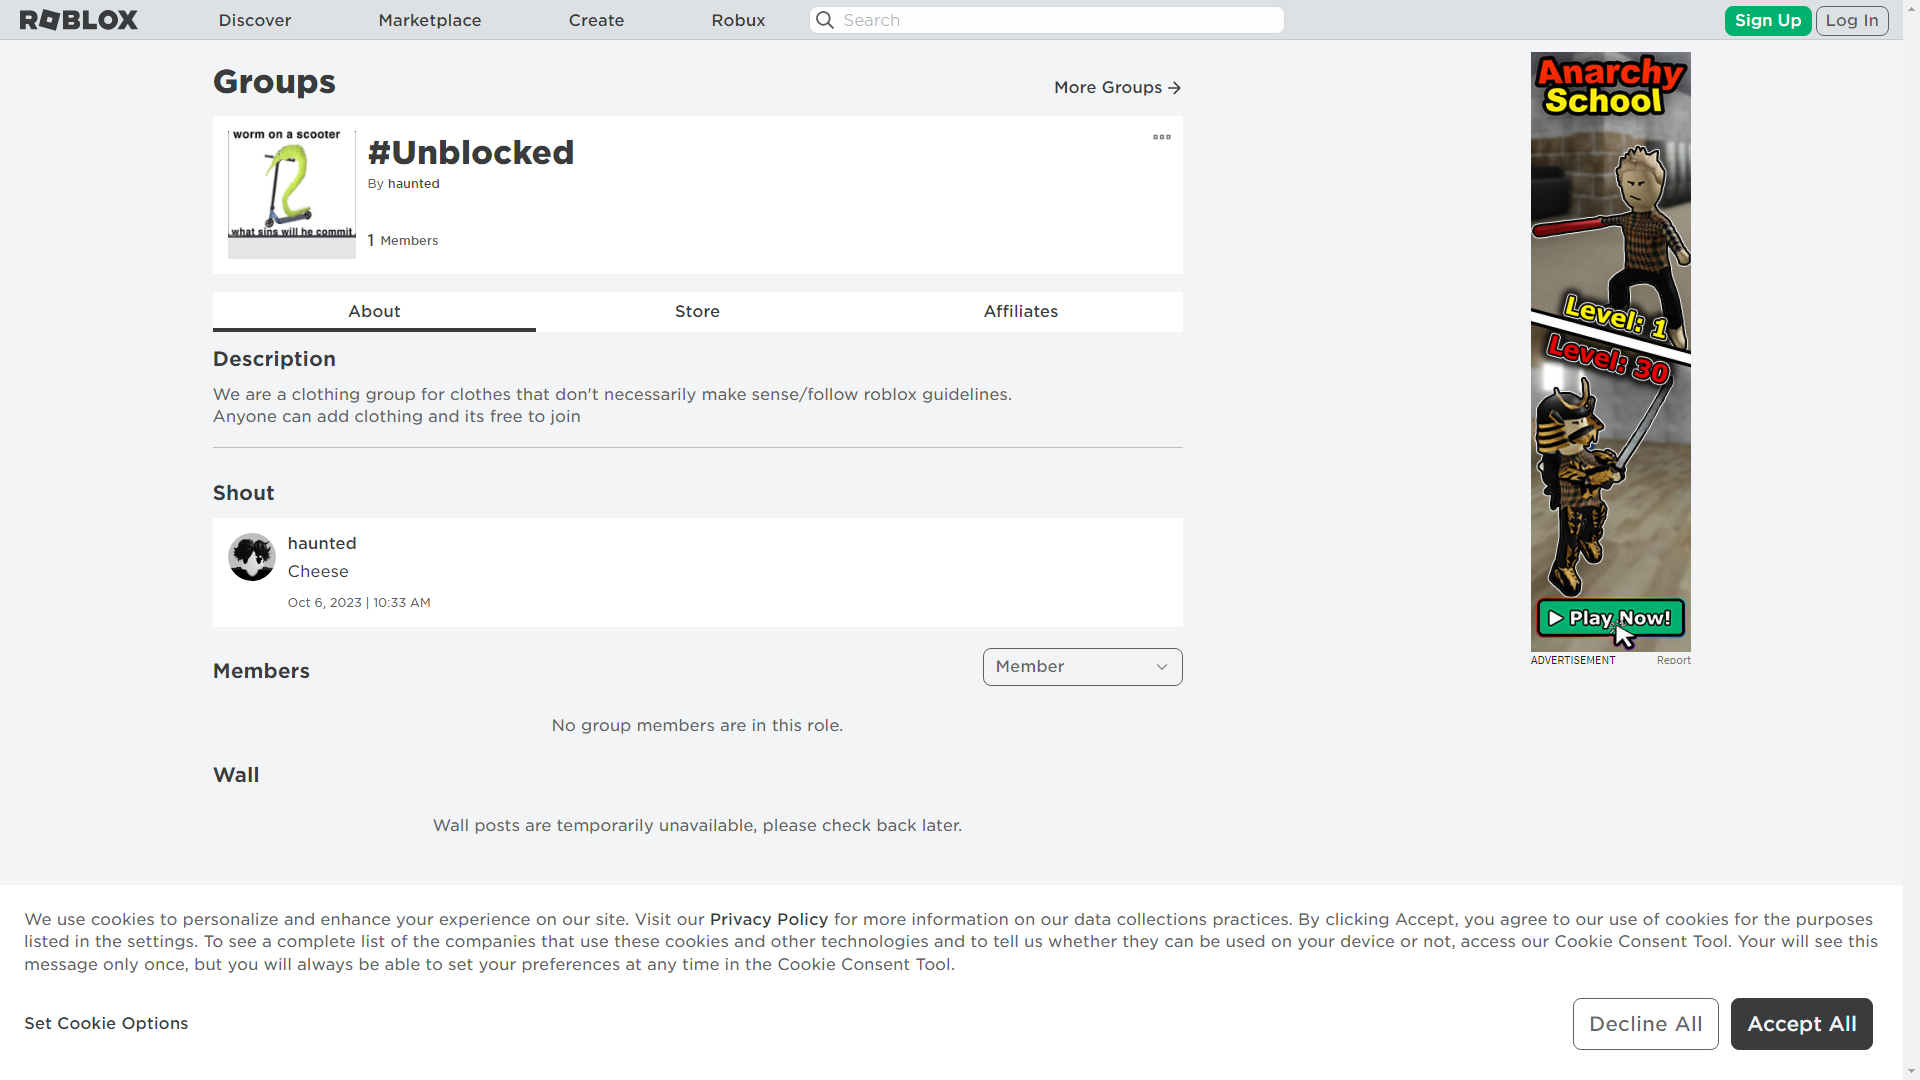 ROBLOX
Discover
Marketplace
Create
Robux
Search
Sign Up
Log In
Groups
More Groups
worm on a scooter
what sins will he commit
#Unblocked
By haunted
1 Members
About
Store
Affiliates
Description
We are a clothing group for clothes that don't necessarily make sense/follow roblox guidelines.
Anyone can add clothing and its free to join
Shout
haunted
Cheese
Oct 6, 2023 | 10:33 AM
Members
Member
No group members are in this role.
Wall
Wall posts are temporarily unavailable, please check back later.
Anarchy
School
Level: 1
Level: 30
Play Now!
ADVERTISEMENT
Report
We use cookies to personalize and enhance your experience on our site. Visit our Privacy Policy for more information on our data collections practices. By clicking Accept, you agree to our use of cookies for the purposes
listed in the settings. To see a complete list of the companies that use these cookies and other technologies and to tell us whether they can be used on your device or not, access our Cookie Consent Tool. Your will see this
message only once, but you will always be able to set your preferences at any time in the Cookie Consent Tool.
Set Cookie Options
Decline All
Accept All